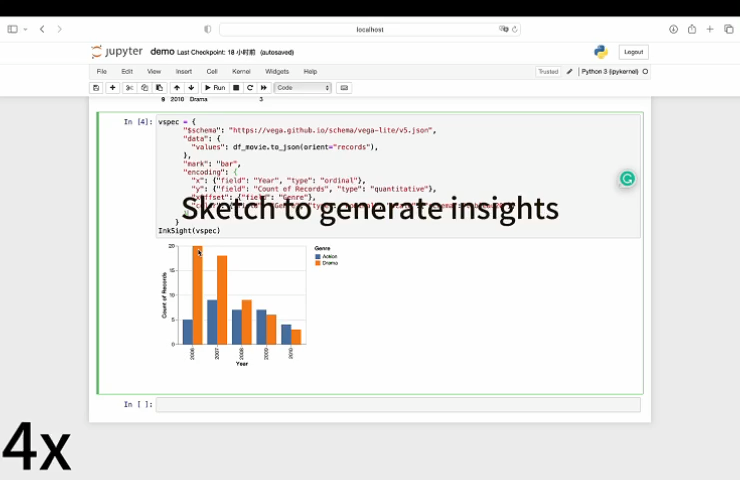 localhost
jupyter demo Last Checkpoint: 18 小时前 (autosaved)
Logout
File Edit View Insert Cell Kernel Widgets Help
Trusted Python 3 (ipykernel)
Run Code
9 2010 Drama 3
In [4]: vspec = {
"$schema": "https://vega.github.io/schema/vega-lite/v5.json",
"data": {
"values": df_movie.to_json(orient="records"),
},
"mark": "bar",
"encoding": {
"x": {"field": "Year", "type": "ordinal"},
"y": {"field": "Count of Records", "type": "quantitative"},
Sketch to generate insights
}
InkSight(vspec)
Count of Records
20
15
10
5
0
2006
2007
2008
2009
2010
Year
Genre
Action
Drama
In [ ]:
4x